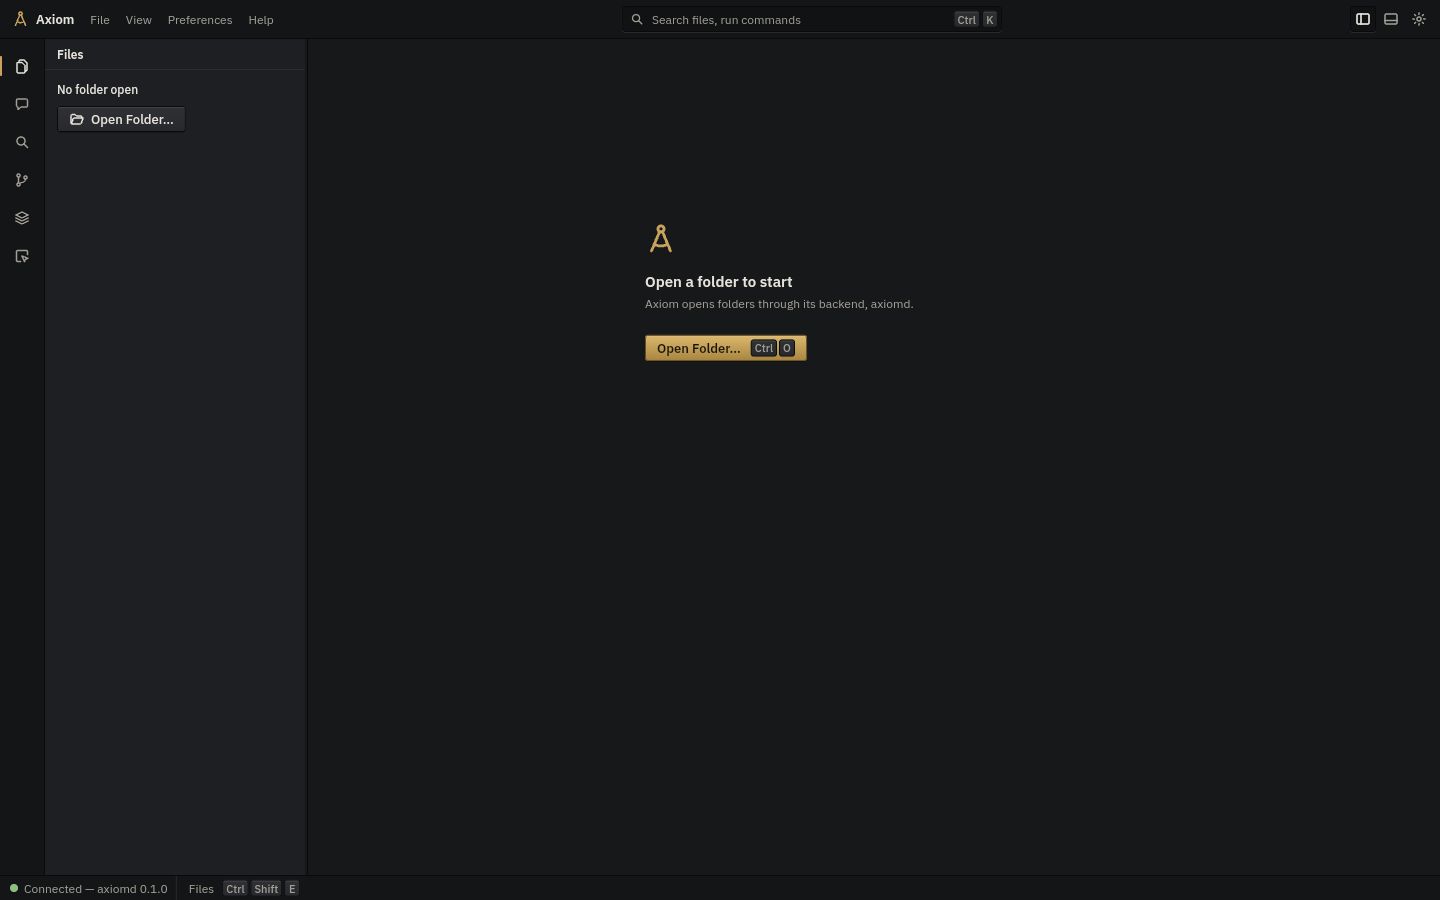 Axiom File View Preferences Help
Search files, run commands Ctrl K
Files
No folder open
Open Folder...
Open a folder to start
Axiom opens folders through its backend, axiomd.
Open Folder... Ctrl O
Connected — axiomd 0.1.0 Files Ctrl Shift E